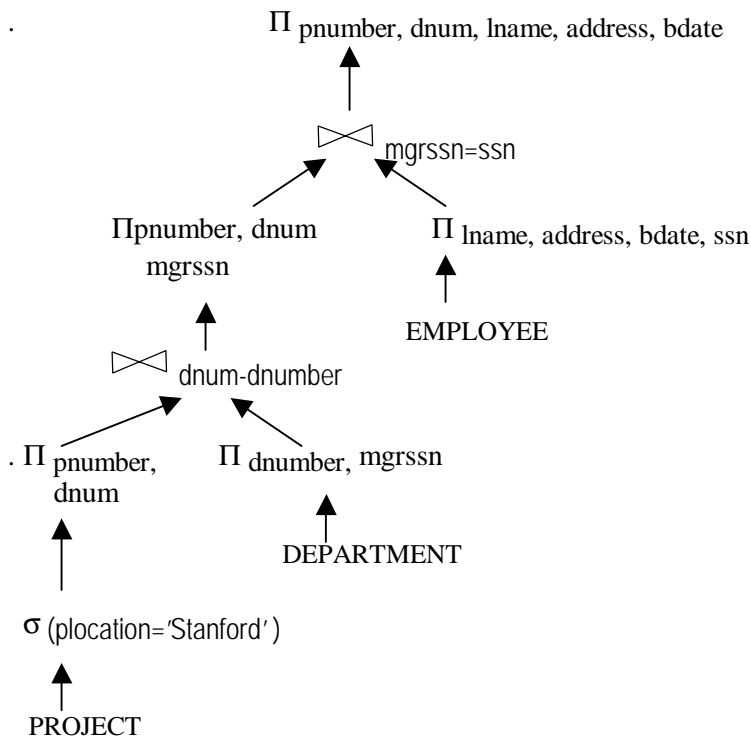 . Π pnumber, dnum, lname, address, bdate
mgrssn=ssn
Πpnumber, dnum
mgrssn
Π lname, address, bdate, ssn
EMPLOYEE
dnum-dnumber
. Π pnumber,
dnum
Π dnumber, mgrssn
DEPARTMENT
σ (plocation='Stanford' )
PROJECT